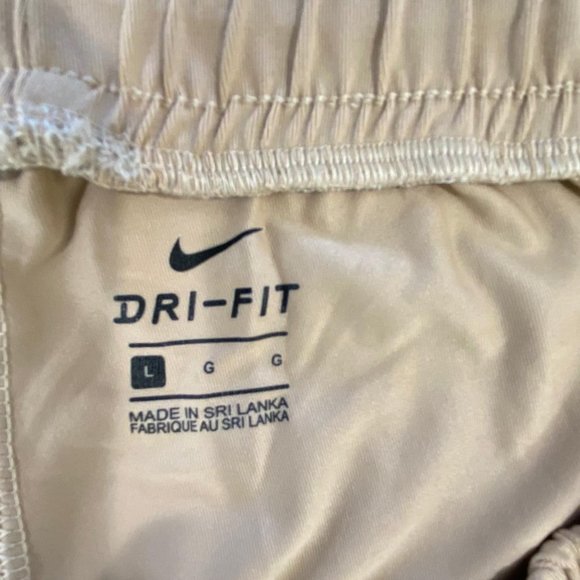 DRI-FIT
L G G
MADE IN SRI LANKA
FABRIQUE AU SRI LANKA